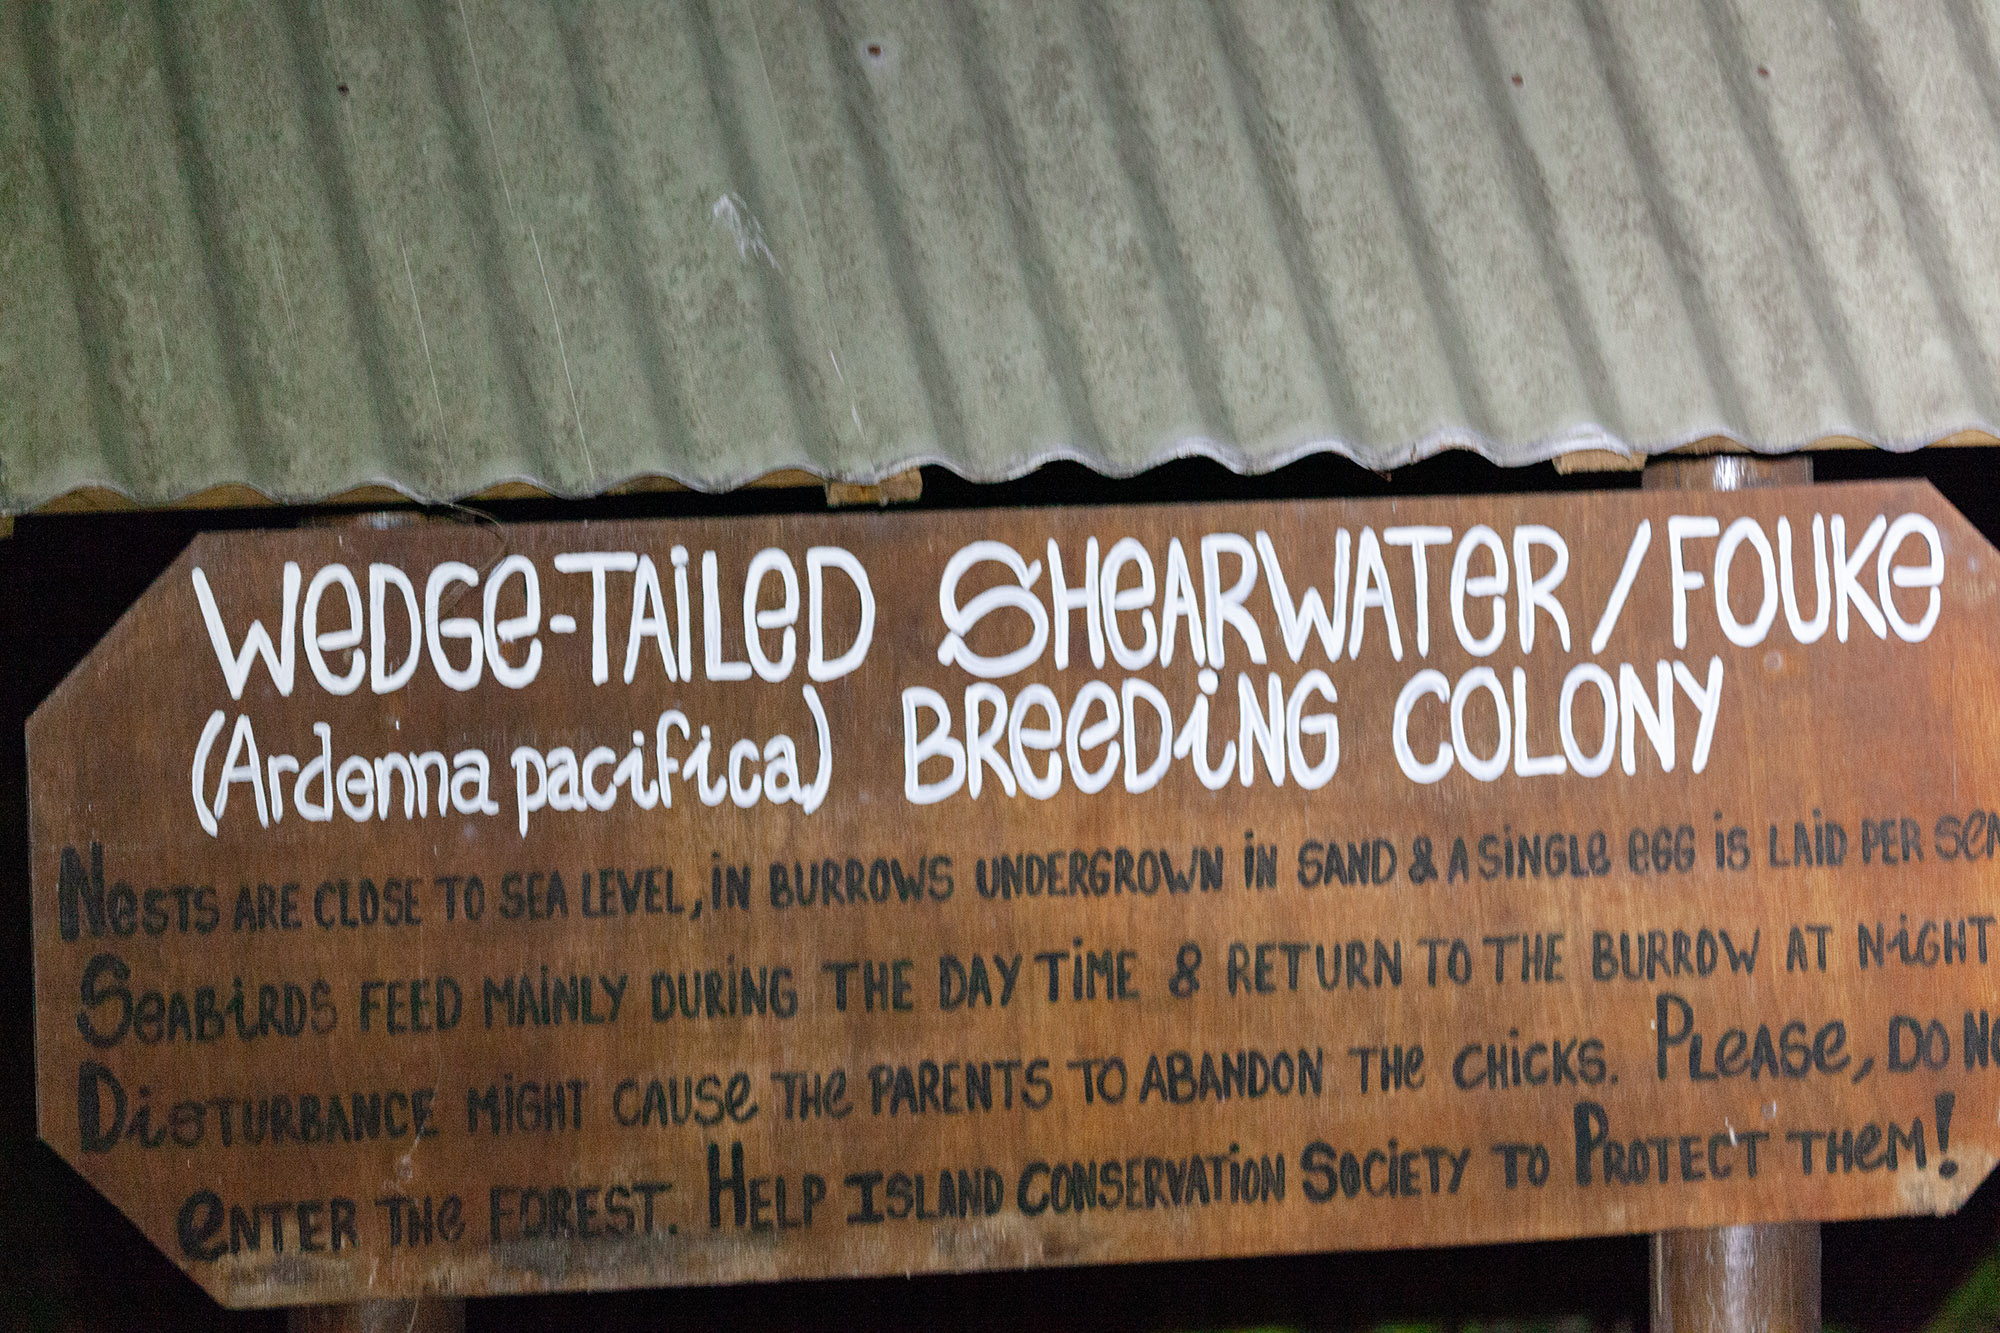 WEDGE-TAILED SHEARWATER/FOUKE
(Ardenna pacifica) BREEDING COLONY
NESTS ARE CLOSE TO SEA LEVEL, IN BURROWS UNDERGROWN IN SAND & A SINGLE EGG IS LAID PER
SEABIRDS FEED MAINLY DURING THE DAY TIME & RETURN TO THE BURROW AT NIGHT
DISTURBANCE MIGHT CAUSE THE PARENTS TO ABANDON THE CHICKS. PLEASE, DO
ENTER THE FOREST. HELP ISLAND CONSERVATION SOCIETY TO PROTECT THEM!